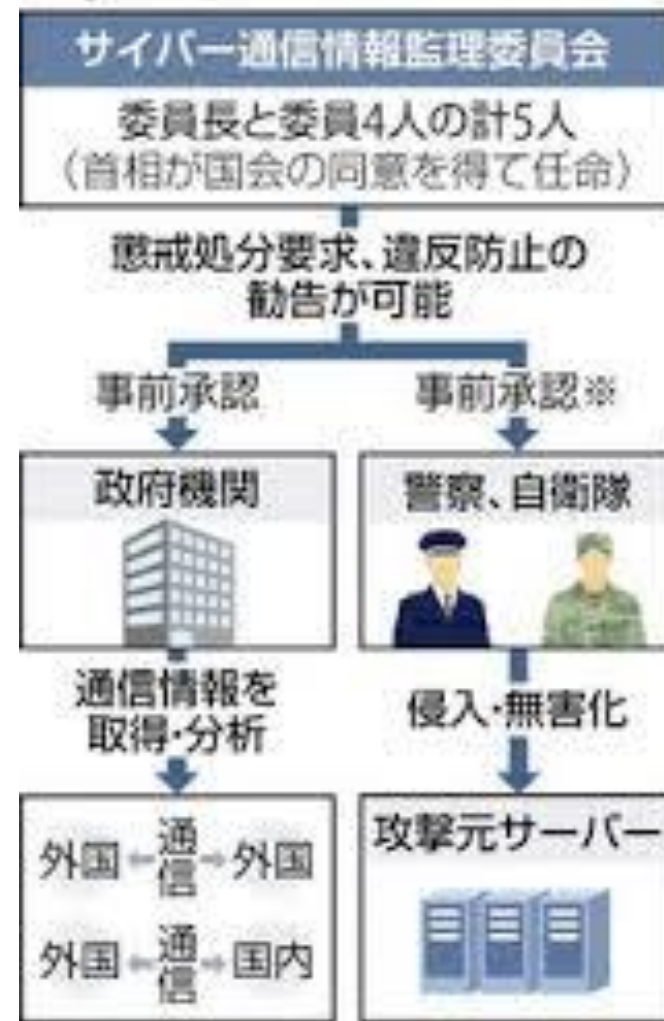 サイバー通信情報監理委員会
委員長と委員4人の計5人
(首相が国会の同意を得て任命)
懲戒処分要求、違反防止の
勧告が可能
事前承認
事前承認※
政府機関
警察、自衛隊
通信情報を
取得・分析
侵入・無害化
外国←通信→外国
外国←通信→国内
攻撃元サーバー